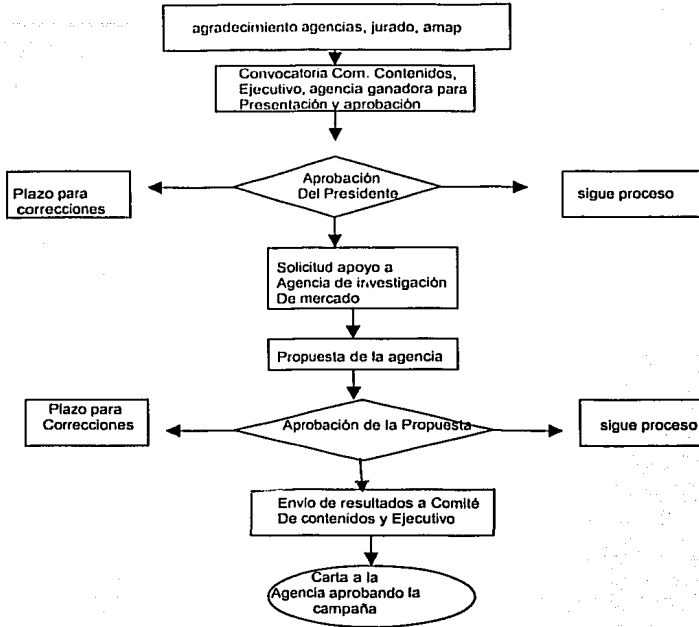 agradecimiento agencias, jurado, amap
Convocatoria Com. Contenidos,
Ejecutivo, agencia ganadora para
Presentación y aprobación
Aprobación
Del Presidente
Plazo para
correcciones
sigue proceso
Solicitud apoyo a
Agencia de investigación
De mercado
Propuesta de la agencia
Plazo para
Correcciones
Aprobación de la Propuesta
sigue proceso
Envío de resultados a Comité
De contenidos y Ejecutivo
Carta a la
Agencia aprobando la
campaña